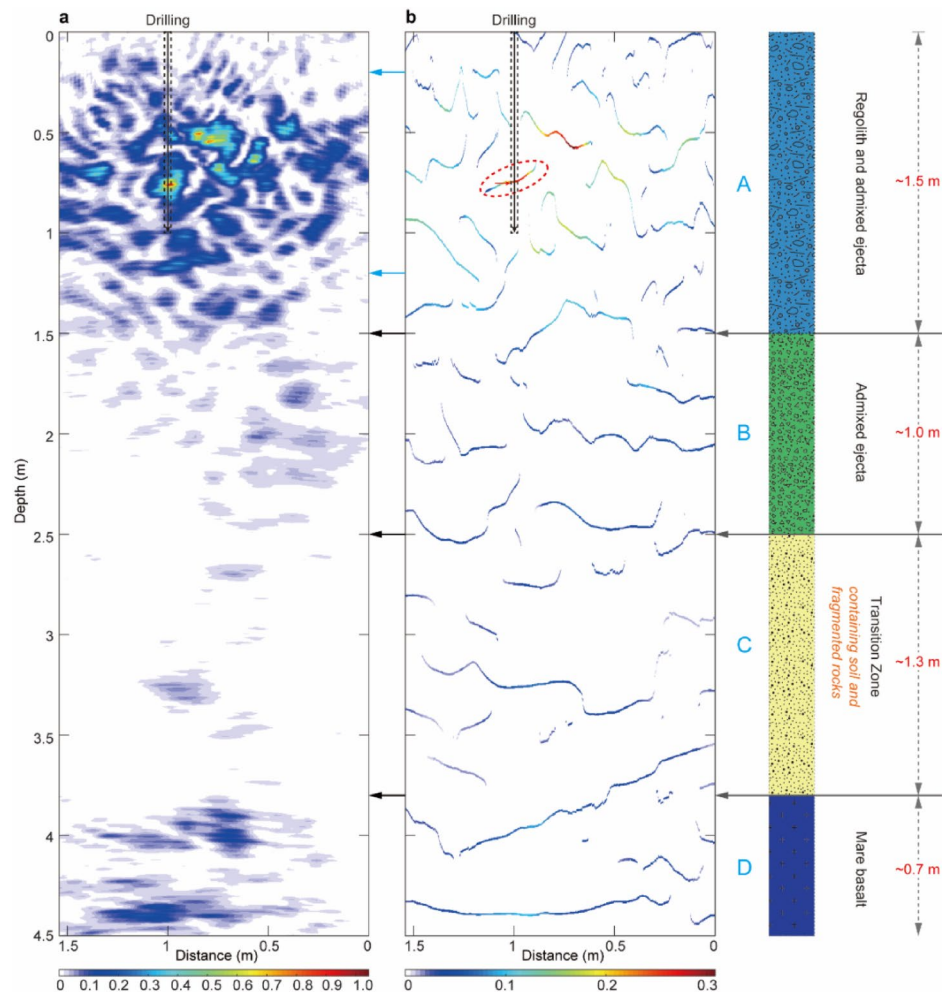 a
Drilling
b
Drilling
0
0.5
1
1.5
2
2.5
3
3.5
4
4.5
Depth (m)
1.5
1
0.5
0
Distance (m)
1.5
1
0.5
0
Distance (m)
0 0.1 0.2 0.3 0.4 0.5 0.6 0.7 0.8 0.9 1.0
0
0.1
0.2
0.3
A
Regolith and admixed ejecta
~1.5 m
B
Admixed ejecta
~1.0 m
C
Transition Zone
containing soil and
fragmented rocks
~1.3 m
D
Mare basalt
~0.7 m